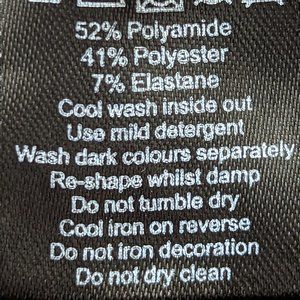 52% Polyamide
41% Polyester
7% Elastane
Cool wash inside out
Use mild detergent
Wash dark colours separately
Re-shape whilst damp
Do not tumble dry
Cool iron on reverse
Do not iron decoration
Do not dry clean